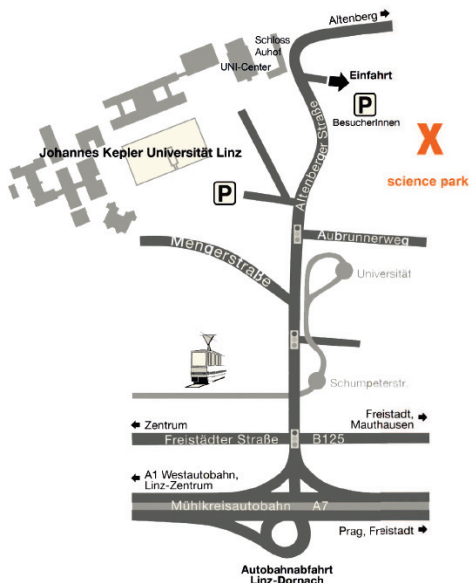 Altenberg
Schloss
Auhof
UNI-Center
Einfahrt
P
BesucherInnen
Altenberger Straße
Johannes Kepler Universität Linz
X
science park
P
Aubrunnerweg
Mengerstraße
Universität
Schumpeterstr.
Zentrum
Freistadt,
Mauthausen
Freistädter Straße B125
A1 Westautobahn,
Linz-Zentrum
Mühlkreisautobahn A7
Prag, Freistadt
Autobahnabfahrt
Linz-Dornach